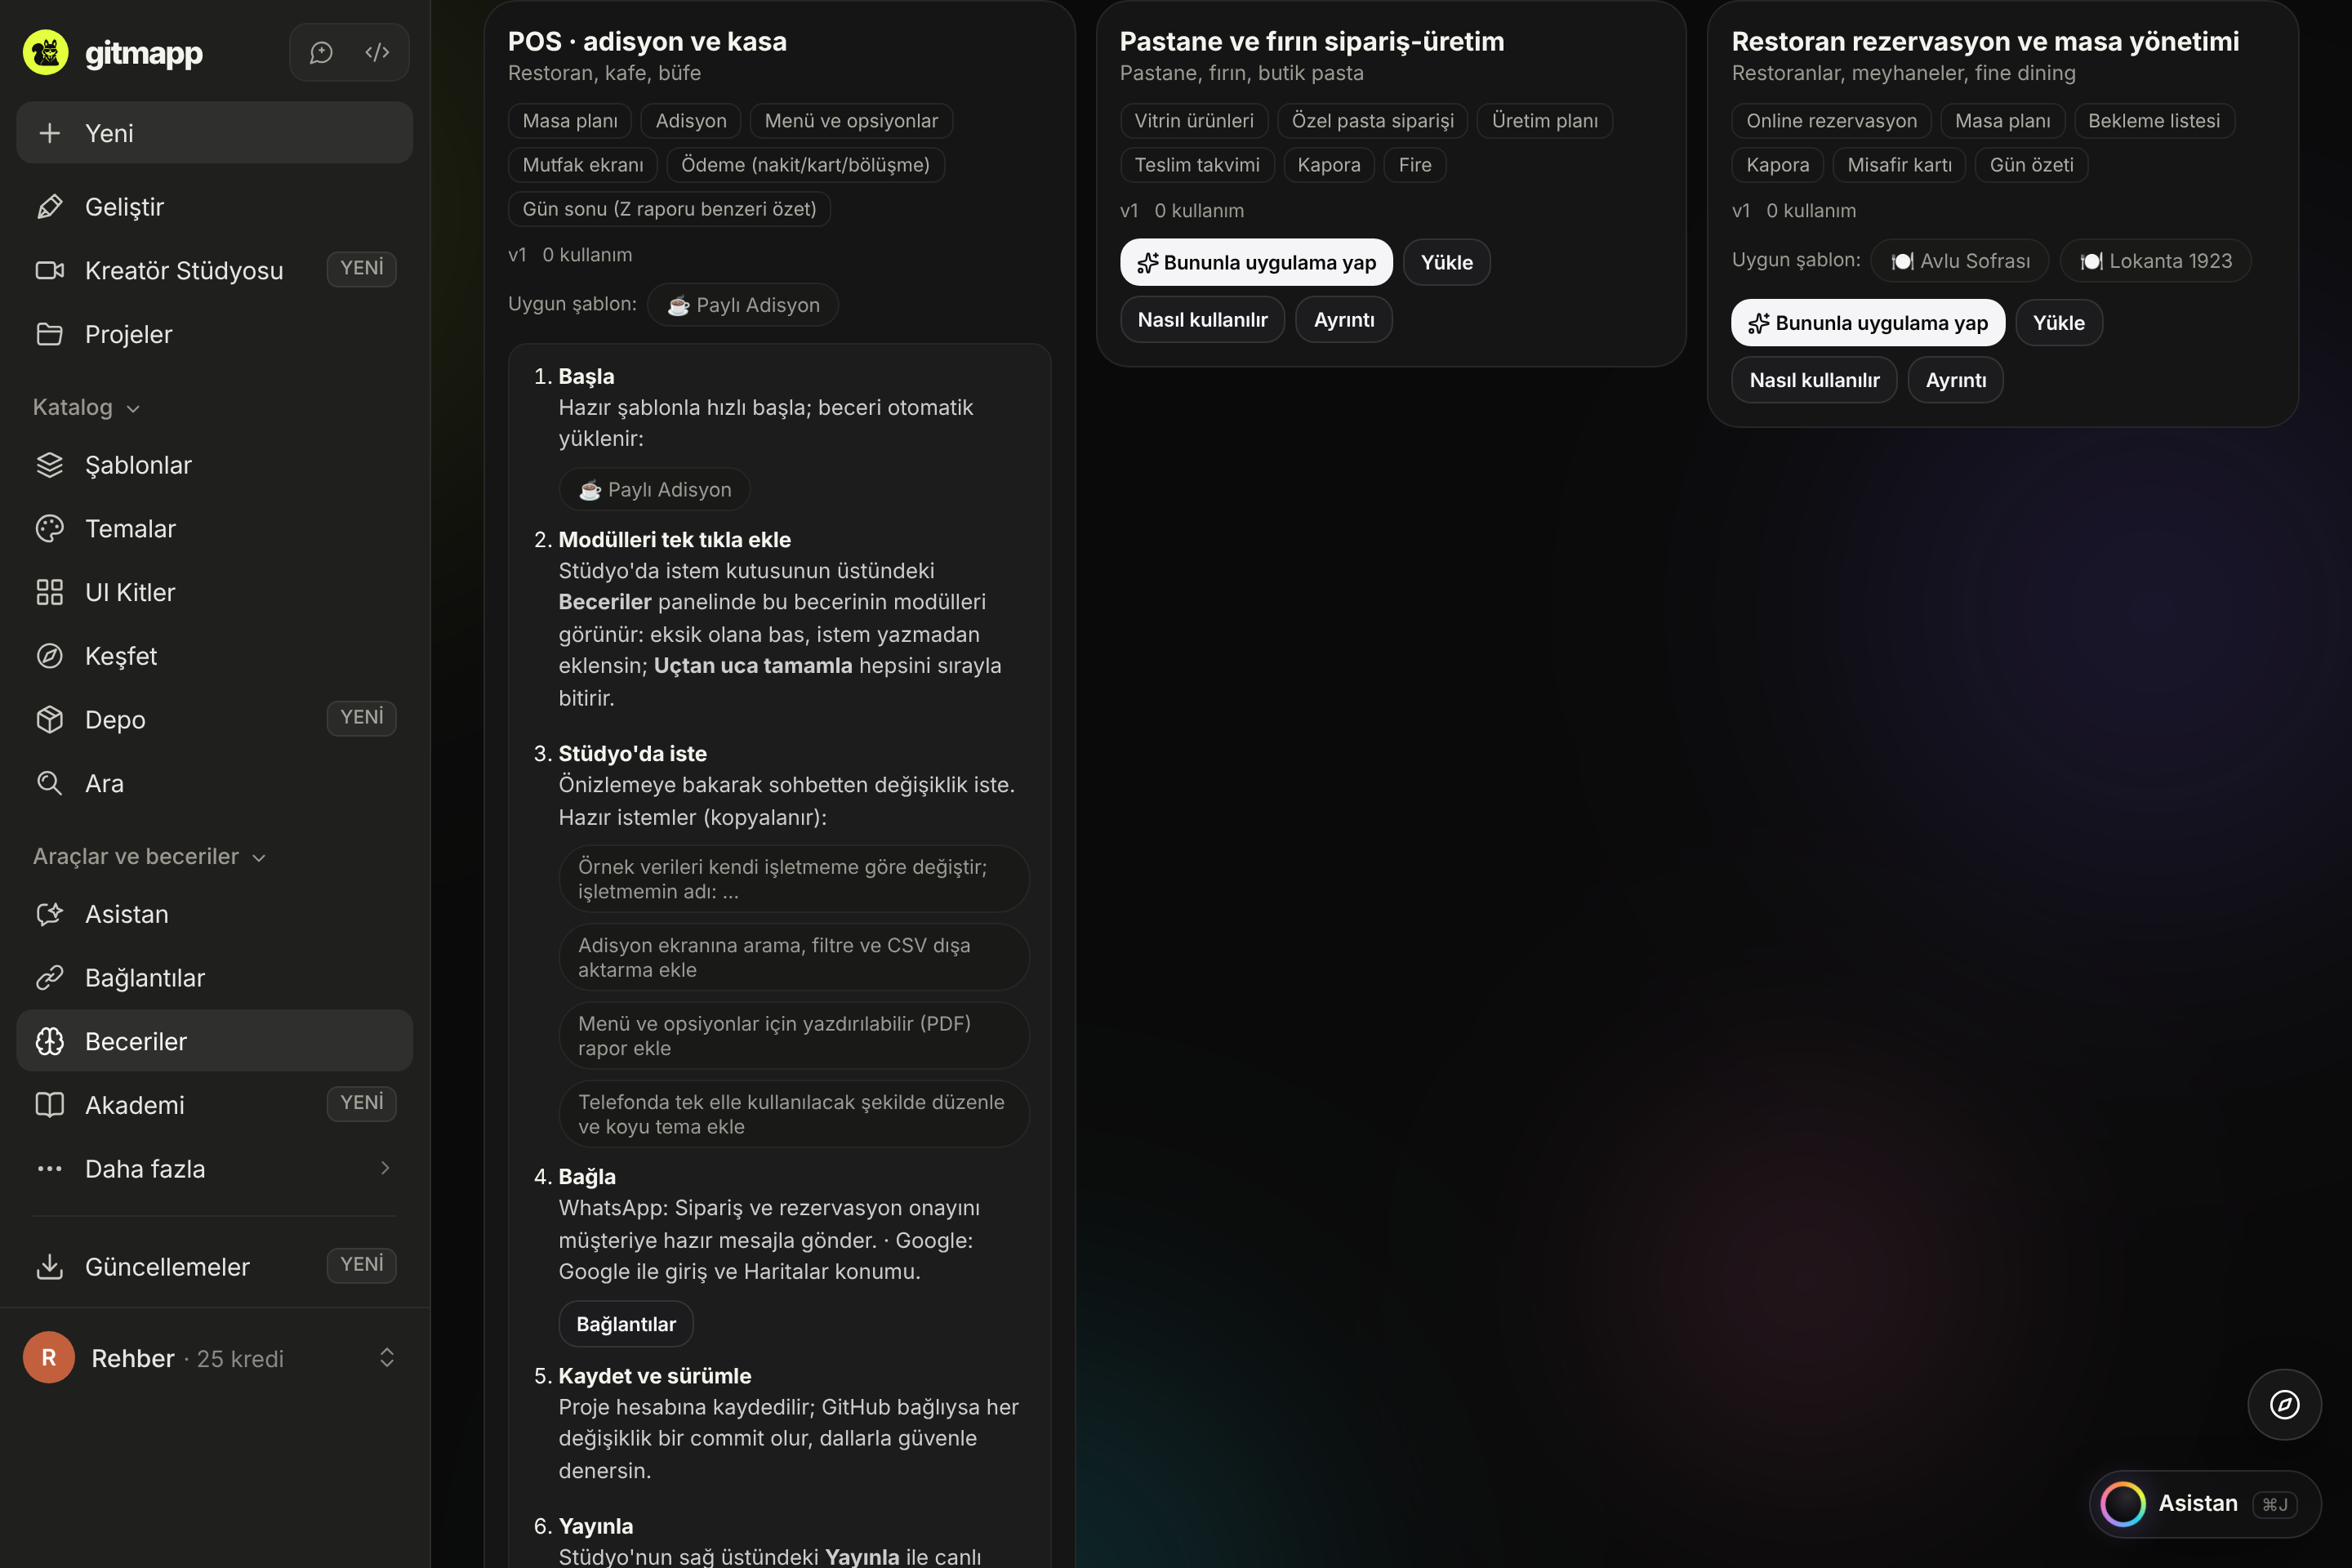 gitmapp
Yeni
Geliştir
Kreatör Stüdyosu YENİ
Projeler
Katalog
Şablonlar
Temalar
UI Kitler
Keşfet
Depo YENİ
Ara
Araçlar ve beceriler
Asistan
Bağlantılar
Beceriler
Akademi YENİ
Daha fazla
Güncellemeler YENİ
R Rehber · 25 kredi
POS · adisyon ve kasa
Restoran, kafe, büfe
Masa planı Adisyon Menü ve opsiyonlar
Mutfak ekranı Ödeme (nakit/kart/bölüşme)
Gün sonu (Z raporu benzeri özet)
v1 0 kullanım
Uygun şablon: Paylı Adisyon
1. Başla
Hazır şablonla hızlı başla; beceri otomatik
yüklenir:
Paylı Adisyon
2. Modülleri tek tıkla ekle
Stüdyo'da istem kutusunun üstündeki
Beceriler panelinde bu becerinin modülleri
görünür: eksik olana bas, istem yazmadan
eklensin; Uçtan uca tamamla hepsini sırayla
bitirir.
3. Stüdyo'da iste
Önizlemeye bakarak sohbetten değişiklik iste.
Hazır istemler (kopyalanır):
Örnek verileri kendi işletmeme göre değiştir;
işletmemin adı: ...
Adisyon ekranına arama, filtre ve CSV dışa
aktarma ekle
Menü ve opsiyonlar için yazdırılabilir (PDF)
rapor ekle
Telefonda tek elle kullanılacak şekilde düzenle
ve koyu tema ekle
4. Bağla
WhatsApp: Sipariş ve rezervasyon onayını
müşteriye hazır mesajla gönder. · Google:
Google ile giriş ve Haritalar konumu.
Bağlantılar
5. Kaydet ve sürümle
Proje hesabına kaydedilir; GitHub bağlıysa her
değişiklik bir commit olur, dallarla güvenle
denersin.
6. Yayınla
Stüdyo'nun sağ üstündeki Yayınla ile canlı
Pastane ve fırın sipariş-üretim
Pastane, fırın, butik pasta
Vitrin ürünleri Özel pasta siparişi Üretim planı
Teslim takvimi Kapora Fire
v1 0 kullanım
Bununla uygulama yap Yükle
Nasıl kullanılır Ayrıntı
Restoran rezervasyon ve masa yönetimi
Restoranlar, meyhaneler, fine dining
Online rezervasyon Masa planı Bekleme listesi
Kapora Misafir kartı Gün özeti
v1 0 kullanım
Uygun şablon: Avlu Sofrası Lokanta 1923
Bununla uygulama yap Yükle
Nasıl kullanılır Ayrıntı
Asistan ⌘J